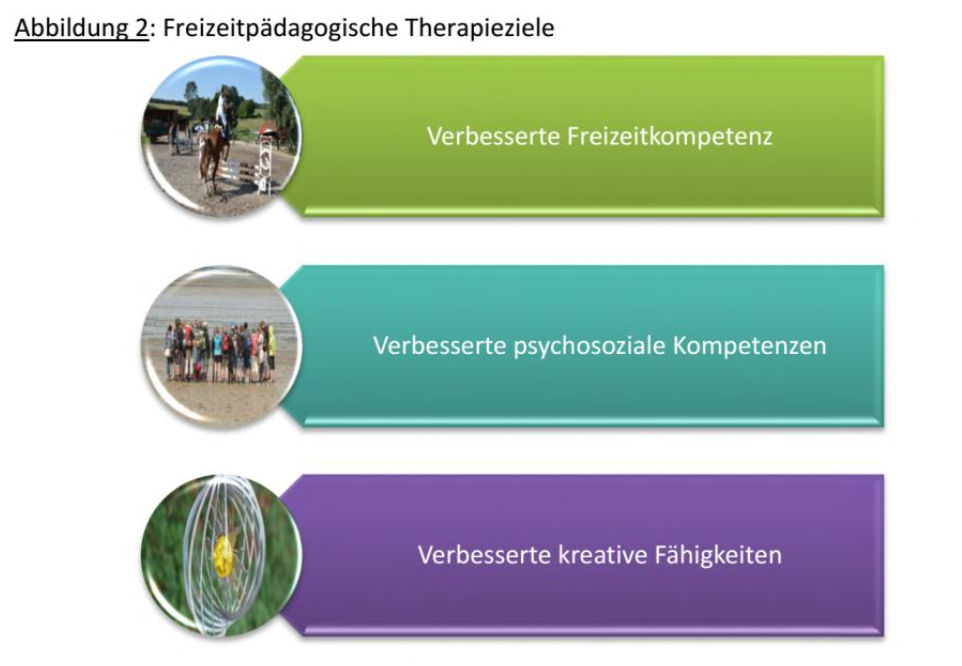 Abbildung 2: Freizeitpädagogische Therapieziele
Verbesserte Freizeitkompetenz
Verbesserte psychosoziale Kompetenzen
Verbesserte kreative Fähigkeiten